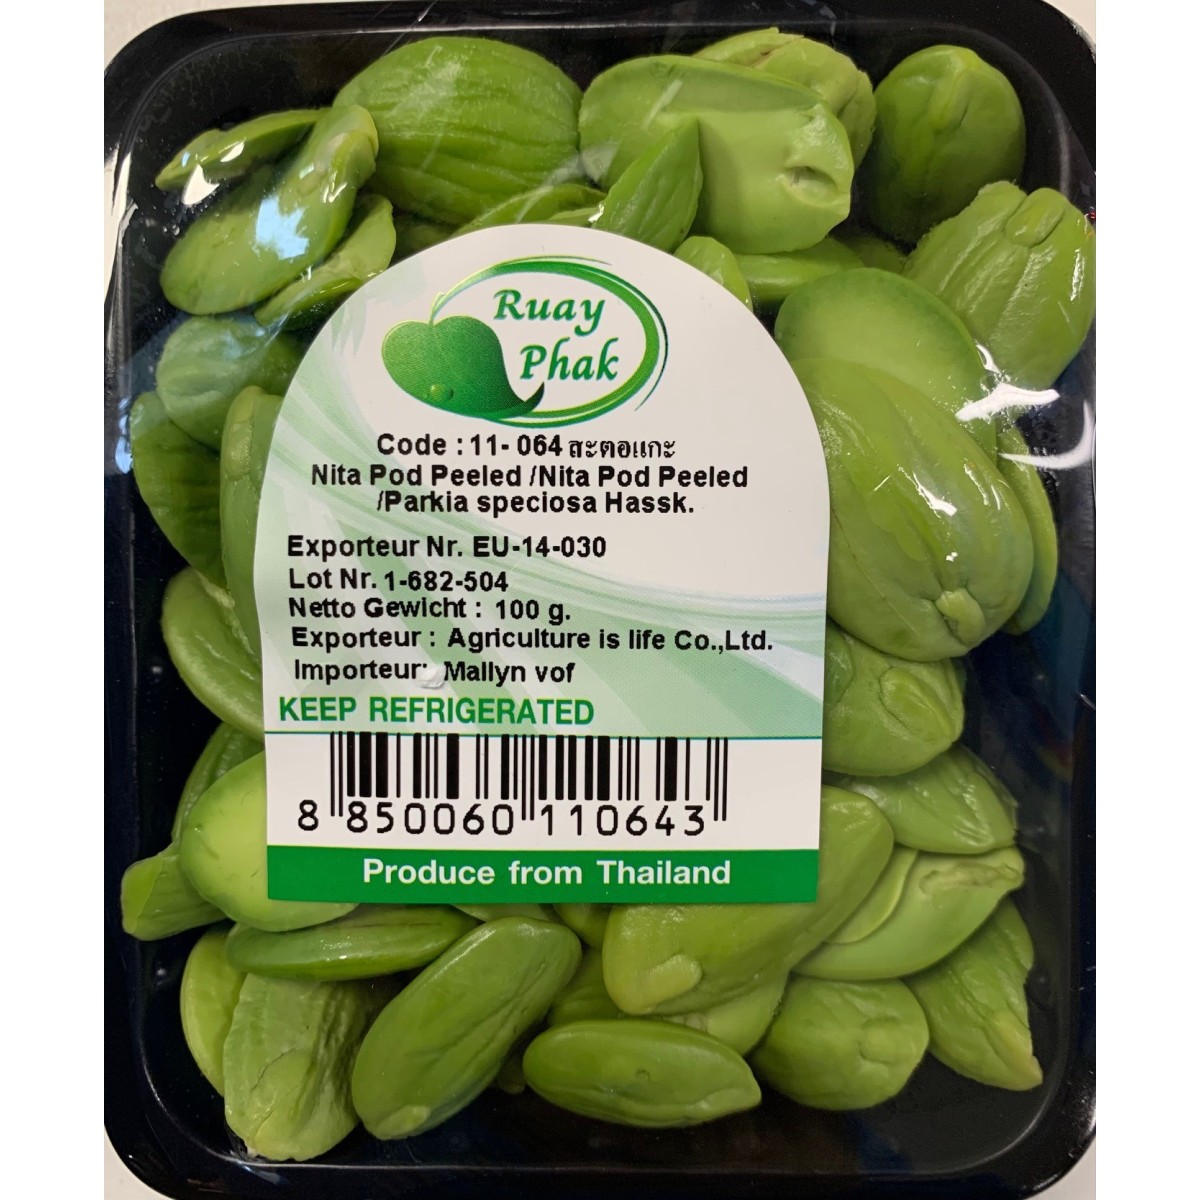 Ruay
Phak
Code : 11- 064 สะตอแกะ
Nita Pod Peeled /Nita Pod Peeled
/Parkia speciosa Hassk.
Exporteur Nr. EU-14-030
Lot Nr. 1-682-504
Netto Gewicht : 100 g.
Exporteur : Agriculture is life Co.,Ltd.
Importeur: Mallyn vof
KEEP REFRIGERATED
8 850060 110643
Produce from Thailand